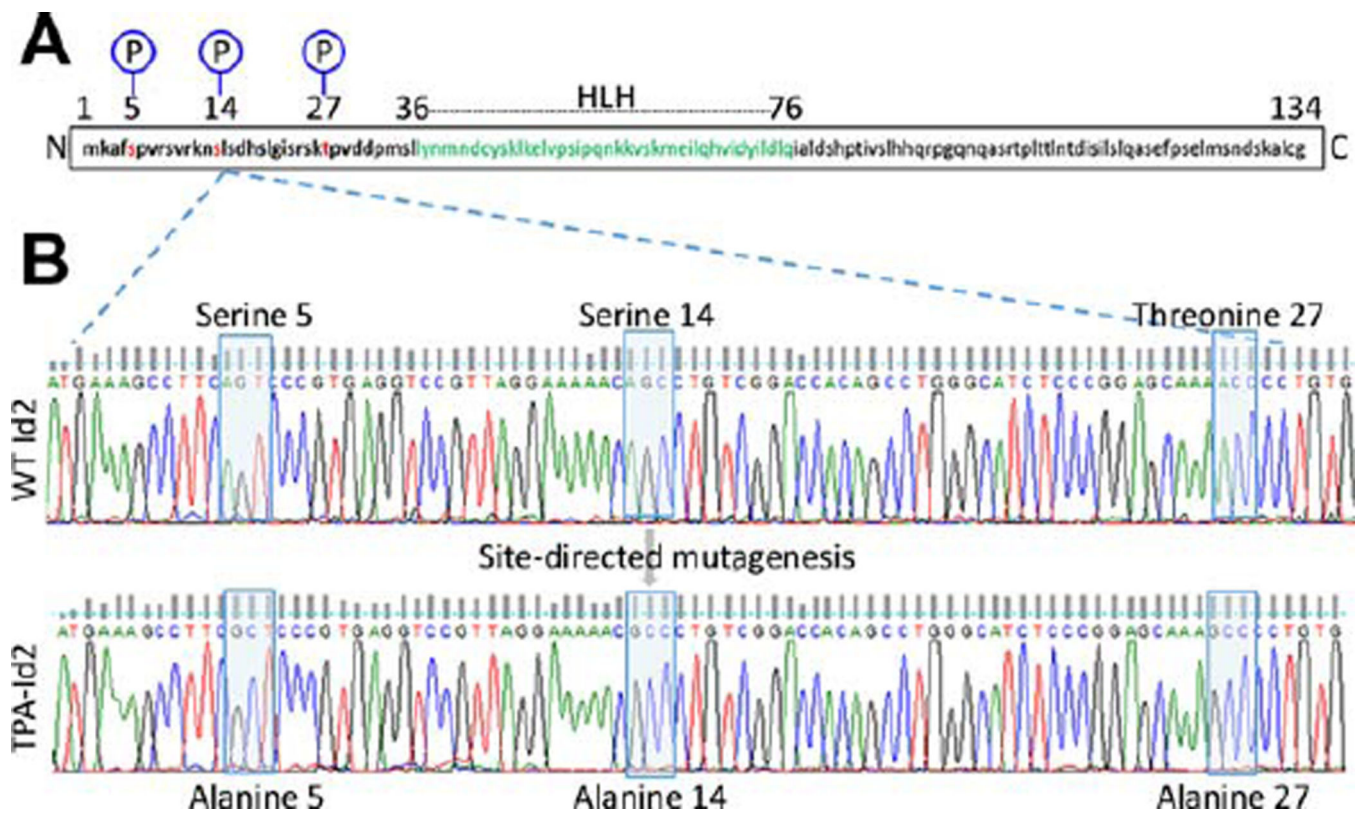 A
P P P
1 5 14 27 36 HLH 76 134
N mkafspvrsvrknslsdhslgisrsktpvddpmsllynmndcysklkelvpsipqnkkvskmeilqhvidyildlqialdshptivslhhqrpgqnqasrtplttlntdisilslqasefpselmsndskalcg C
B
Serine 5 Serine 14 Threonine 27
ATGAAAGCCTTCAGTCCCGTGAGGTCCGTTAGGAAAAACAGCCTGTCGGACCACAGCCTGGGCATCTCCCGGAGCAAAACCCCTGTG
WT Id2
Site-directed mutagenesis
ATGAAAGCCTTCGCTCCCGTGAGGTCCGTTAGGAAAAACGCCCTGTCGGACCACAGCCTGGGCATCTCCCGGAGCAAAGCCCCTGTG
TPA-Id2
Alanine 5 Alanine 14 Alanine 27